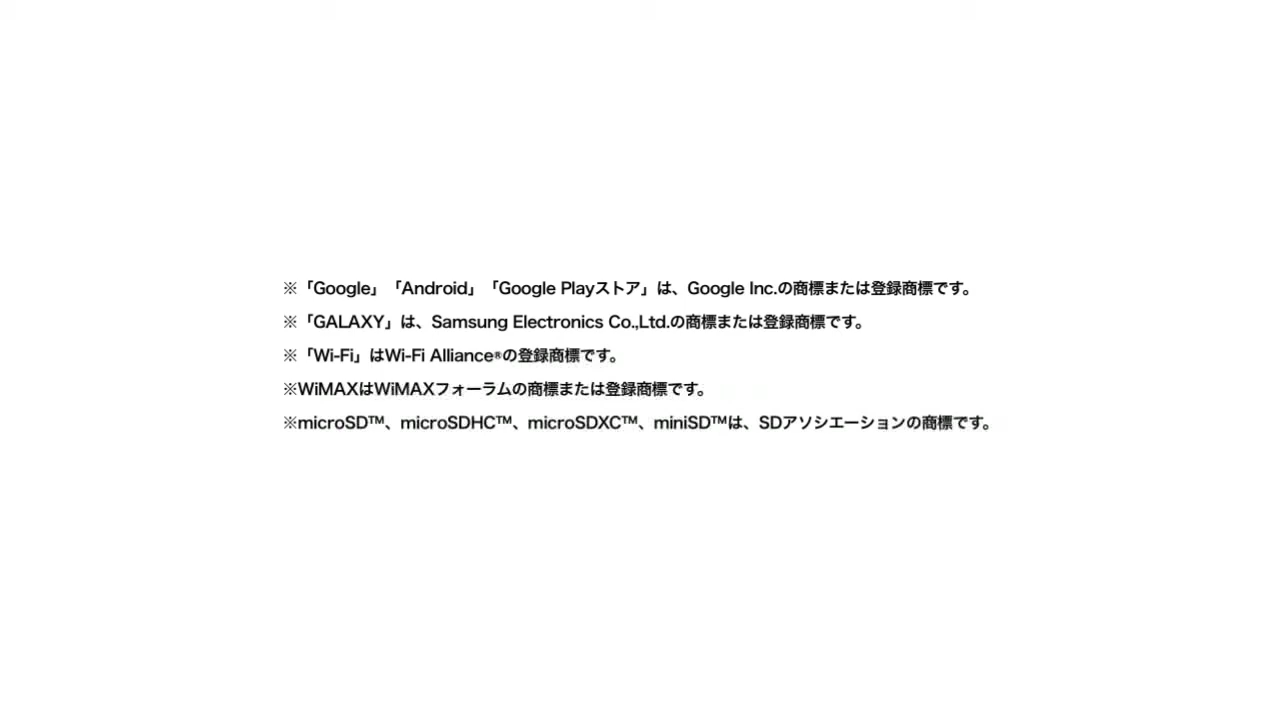 ※「Google」「Android」「Google Playストア」は、Google Inc.の商標または登録商標です。
※「GALAXY」は、Samsung Electronics Co.,Ltd.の商標または登録商標です。
※「Wi-Fi」はWi-Fi Alliance®の登録商標です。
※WiMAXはWiMAXフォーラムの商標または登録商標です。
※microSD™、microSDHC™、microSDXC™、miniSD™は、SDアソシエーションの商標です。